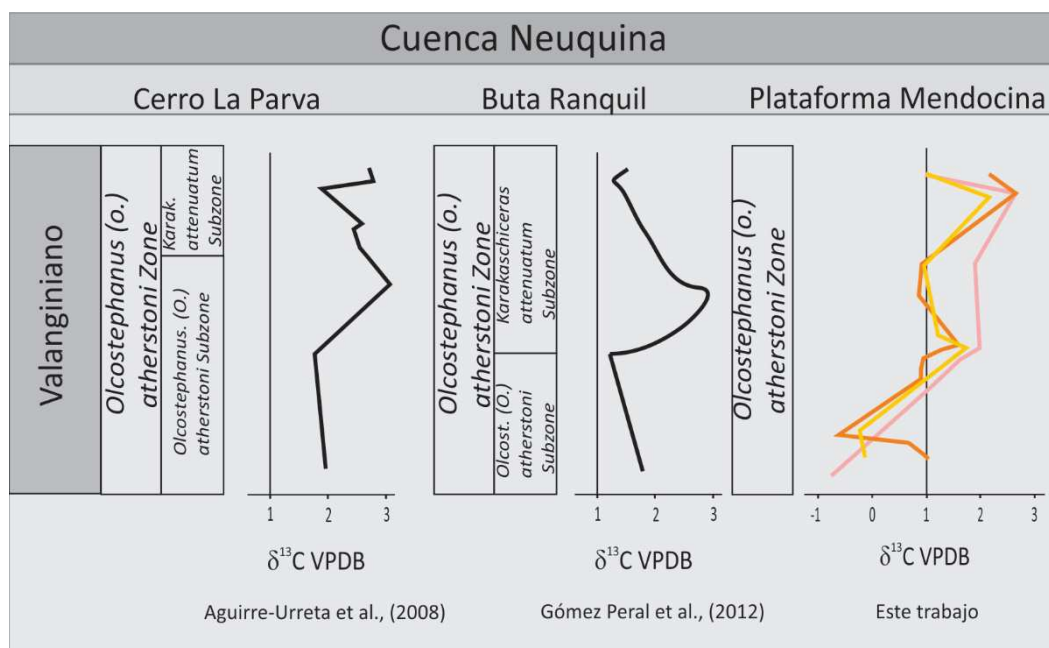 Cuenca Neuquina
Cerro La Parva
Buta Ranquil
Plataforma Mendocina
Valanginiano
Olcostephanus (o.)
atherstoni Zone
Karak.
attenuatum
Subzone
Olcostephanus. (O.)
atherstoni Subzone
1 2 3
δ¹³C VPDB
Aguirre-Urreta et al., (2008)
Olcostephanus (o.)
atherstoni Zone
Karakaschiceras
attenuatum
Subzone
Olcost. (O.)
atherstoni
Subzone
1 2 3
δ¹³C VPDB
Gómez Peral et al., (2012)
Olcostephanus (o.)
atherstoni Zone
-1 0 1 2 3
δ¹³C VPDB
Este trabajo